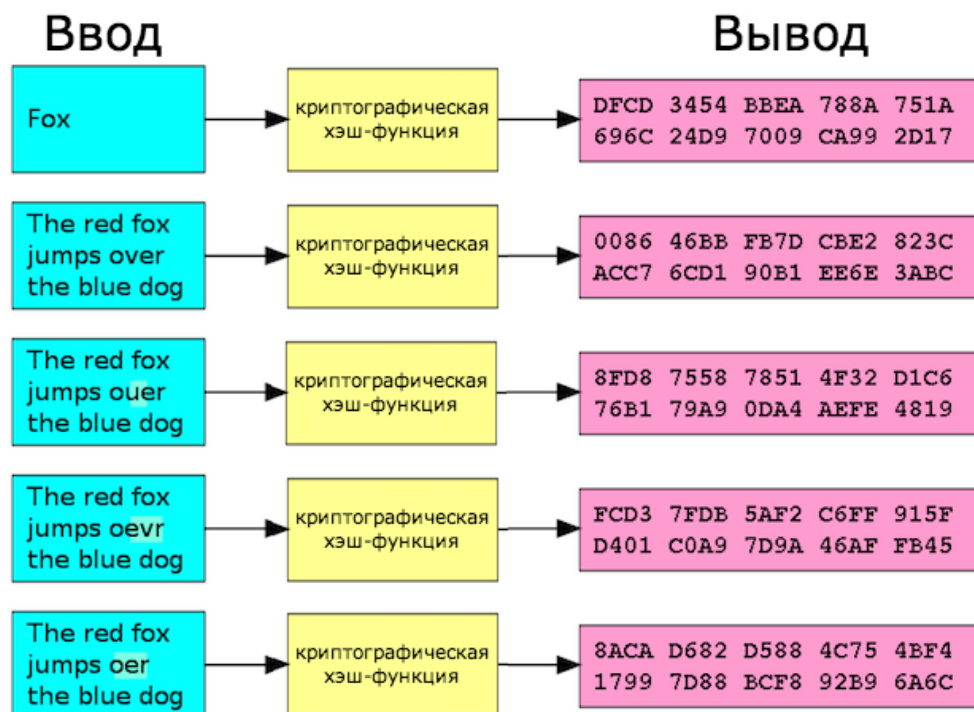 Ввод
Вывод
Fox
криптографическая
хэш-функция
DFCD 3454 BBEA 788A 751A
696C 24D9 7009 CA99 2D17
The red fox
jumps over
the blue dog
криптографическая
хэш-функция
0086 46BB FB7D CBE2 823C
ACC7 6CD1 90B1 EE6E 3ABC
The red fox
jumps ouer
the blue dog
криптографическая
хэш-функция
8FD8 7558 7851 4F32 D1C6
76B1 79A9 0DA4 AEFE 4819
The red fox
jumps oevr
the blue dog
криптографическая
хэш-функция
FCD3 7FDB 5AF2 C6FF 915F
D401 C0A9 7D9A 46AF FB45
The red fox
jumps oer
the blue dog
криптографическая
хэш-функция
8ACA D682 D588 4C75 4BF4
1799 7D88 BCF8 92B9 6A6C